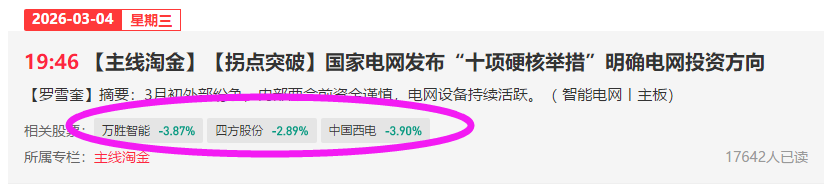 2026-03-04 星期三
19:46 【主线淘金】【拐点突破】国家电网发布“十项硬核举措”明确电网投资方向
【罗雪奎】摘要：3月初外部纷争，内部两会前资金谨慎，电网设备持续活跃。（智能电网丨主板）
相关股票： 万胜智能 -3.87% 四方股份 -2.89% 中国西电 -3.90%
所属专栏：主线淘金 17642人已读